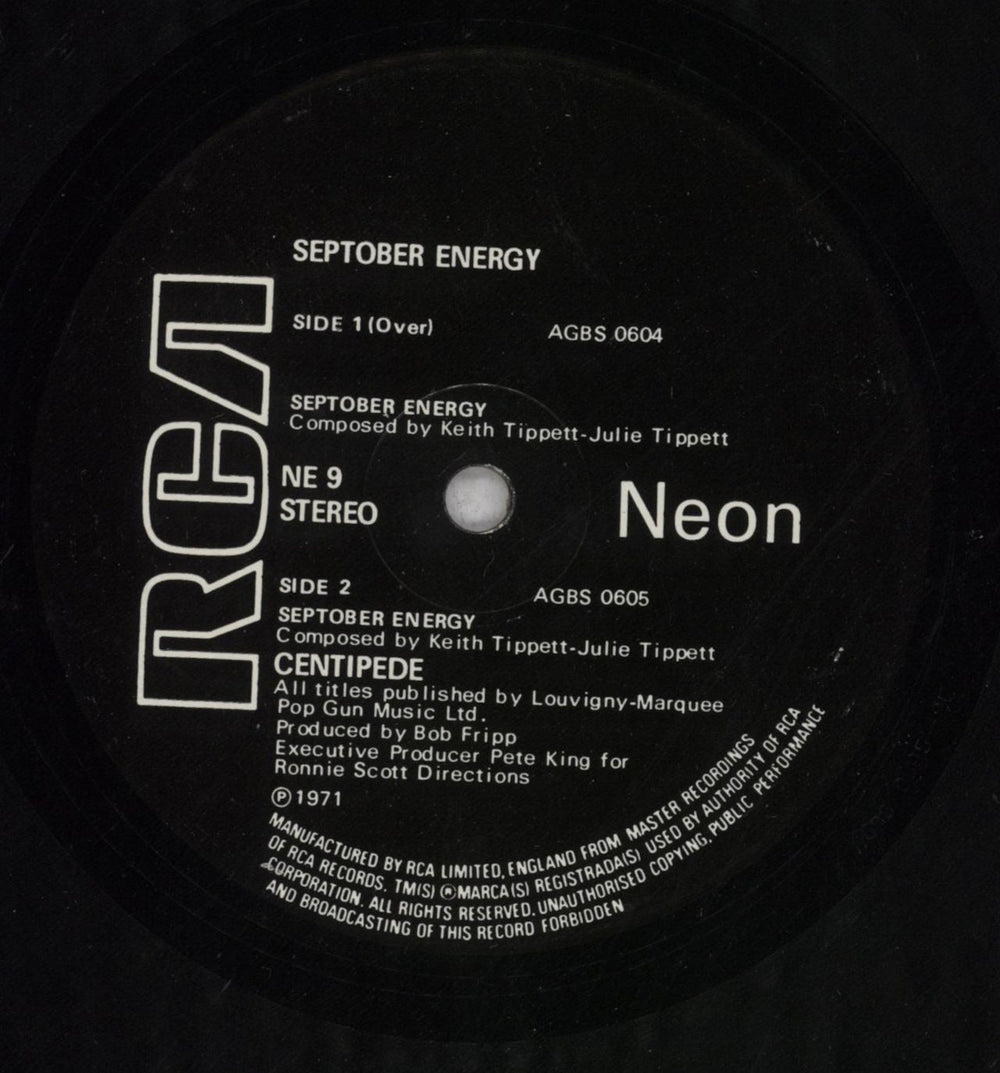 RCA
SEPTOBER ENERGY
SIDE 1 (Over) AGBS 0604
SEPTOBER ENERGY
Composed by Keith Tippett-Julie Tippett
NE 9
STEREO
Neon
SIDE 2 AGBS 0605
SEPTOBER ENERGY
Composed by Keith Tippett-Julie Tippett
CENTIPEDE
All titles published by Louvigny-Marquee
Pop Gun Music Ltd.
Produced by Bob Fripp
Executive Producer Pete King for
Ronnie Scott Directions
℗ 1971
MANUFACTURED BY RCA LIMITED, ENGLAND FROM MASTER RECORDINGS
OF RCA RECORDS. TM(S) ® MARCA(S) REGISTRADA(S) USED BY AUTHORITY OF RCA
CORPORATION. ALL RIGHTS RESERVED. UNAUTHORISED COPYING, PUBLIC PERFORMANCE
AND BROADCASTING OF THIS RECORD FORBIDDEN